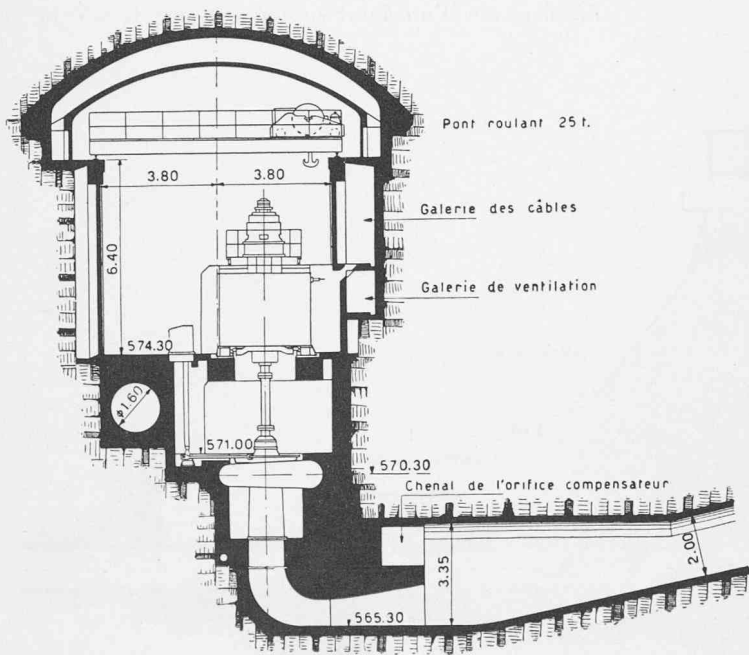 Pont roulant 25 t.
3.80 3.80
Galerie des câbles
6.40
Galerie de ventilation
574.30
ø1.60
571.00
570.30
Chenal de l'orifice compensateur
3.35
2.00
565.30